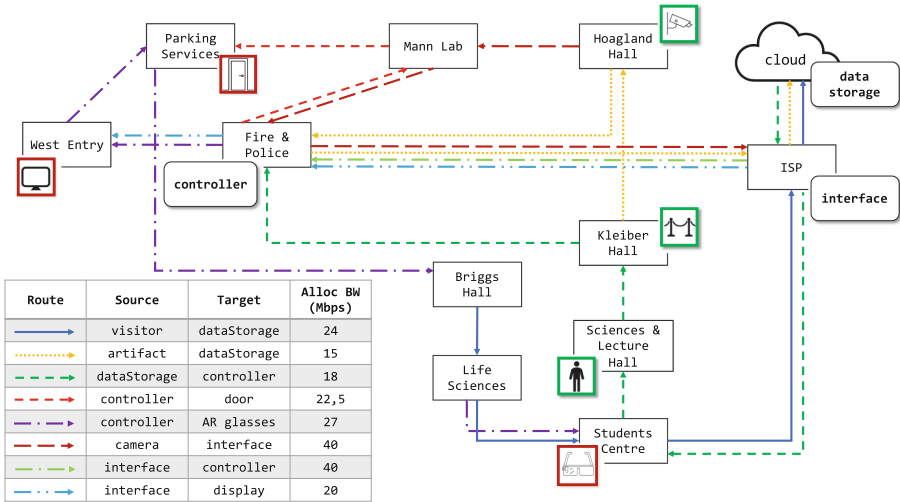 Parking
Services
Mann Lab
Hoagland
Hall
cloud
data
storage
West Entry
Fire &
Police
controller
ISP
interface
Kleiber
Hall
Briggs
Hall
Sciences &
Lecture
Hall
Life
Sciences
Students
Centre
Route Source Target Alloc BW
(Mbps)
visitor dataStorage 24
artifact dataStorage 15
dataStorage controller 18
controller door 22,5
controller AR glasses 27
camera interface 40
interface controller 40
interface display 20